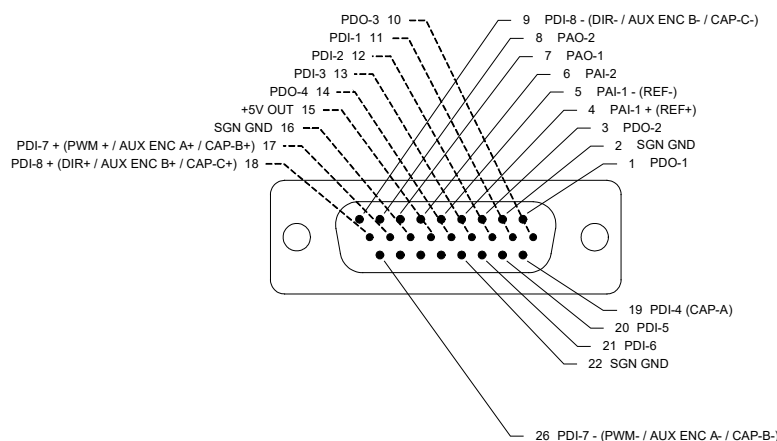 PDO-3 10
PDI-1 11
PDI-2 12
PDI-3 13
PDO-4 14
+5V OUT 15
SGN GND 16
PDI-7 + (PWM + / AUX ENC A+ / CAP-B+) 17
PDI-8 + (DIR+ / AUX ENC B+ / CAP-C+) 18
9 PDI-8 - (DIR- / AUX ENC B- / CAP-C-)
8 PAO-2
7 PAO-1
6 PAI-2
5 PAI-1 - (REF-)
4 PAI-1 + (REF+)
3 PDO-2
2 SGN GND
1 PDO-1
19 PDI-4 (CAP-A)
20 PDI-5
21 PDI-6
22 SGN GND
26 PDI-7 - (PWM- / AUX ENC A- / CAP-B-)